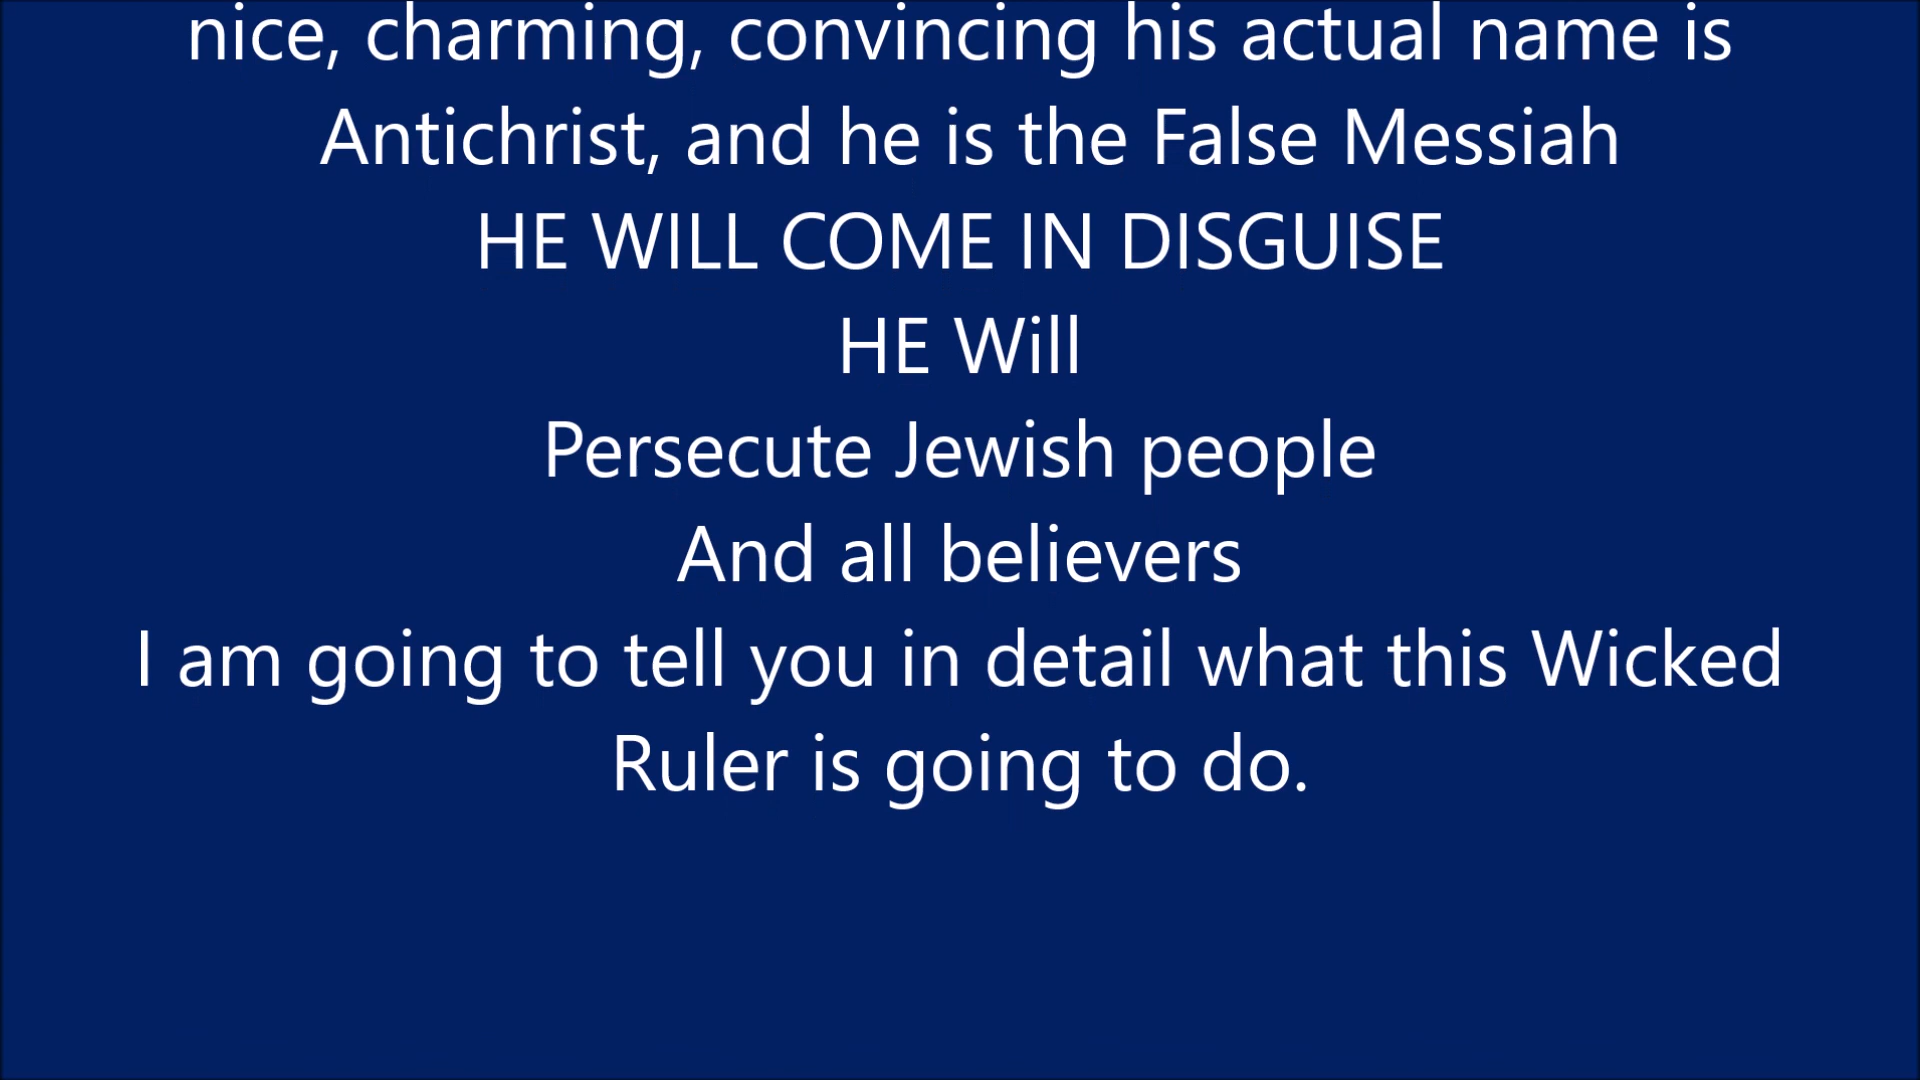 nice, charming, convincing his actual name is
Antichrist, and he is the False Messiah
HE WILL COME IN DISGUISE
HE Will
Persecute Jewish people
And all believers
I am going to tell you in detail what this Wicked
Ruler is going to do.